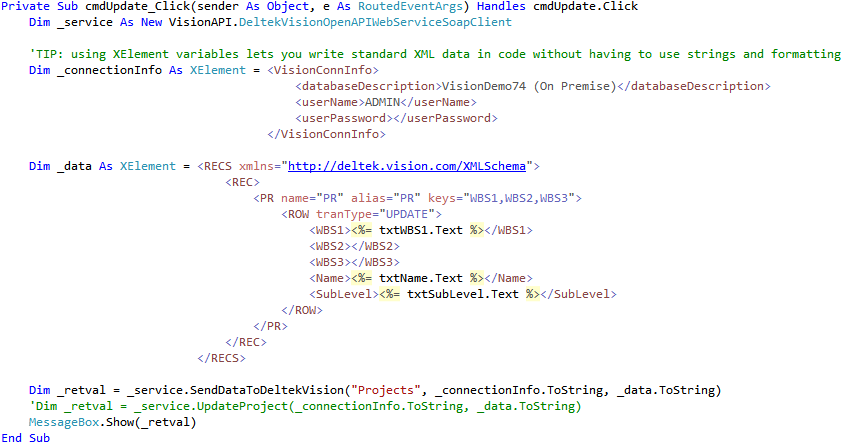 Private Sub cmdUpdate_Click(sender As Object, e As RoutedEventArgs) Handles cmdUpdate.Click
    Dim _service As New VisionAPI.DeltekVisionOpenAPIWebServiceSoapClient

    'TIP: using XElement variables lets you write standard XML data in code without having to use strings and formatting
    Dim _connectionInfo As XElement = <VisionConnInfo>
                                          <databaseDescription>VisionDemo74 (On Premise)</databaseDescription>
                                          <userName>ADMIN</userName>
                                          <userPassword></userPassword>
                                      </VisionConnInfo>

    Dim _data As XElement = <RECS xmlns="http://deltek.vision.com/XMLSchema">
                                <REC>
                                    <PR name="PR" alias="PR" keys="WBS1,WBS2,WBS3">
                                        <ROW tranType="UPDATE">
                                            <WBS1><%= txtWBS1.Text %></WBS1>
                                            <WBS2></WBS2>
                                            <WBS3></WBS3>
                                            <Name><%= txtName.Text %></Name>
                                            <SubLevel><%= txtSubLevel.Text %></SubLevel>
                                        </ROW>
                                    </PR>
                                </REC>
                            </RECS>

    Dim _retval = _service.SendDataToDeltekVision("Projects", _connectionInfo.ToString, _data.ToString)
    'Dim _retval = _service.UpdateProject(_connectionInfo.ToString, _data.ToString)
    MessageBox.Show(_retval)
End Sub